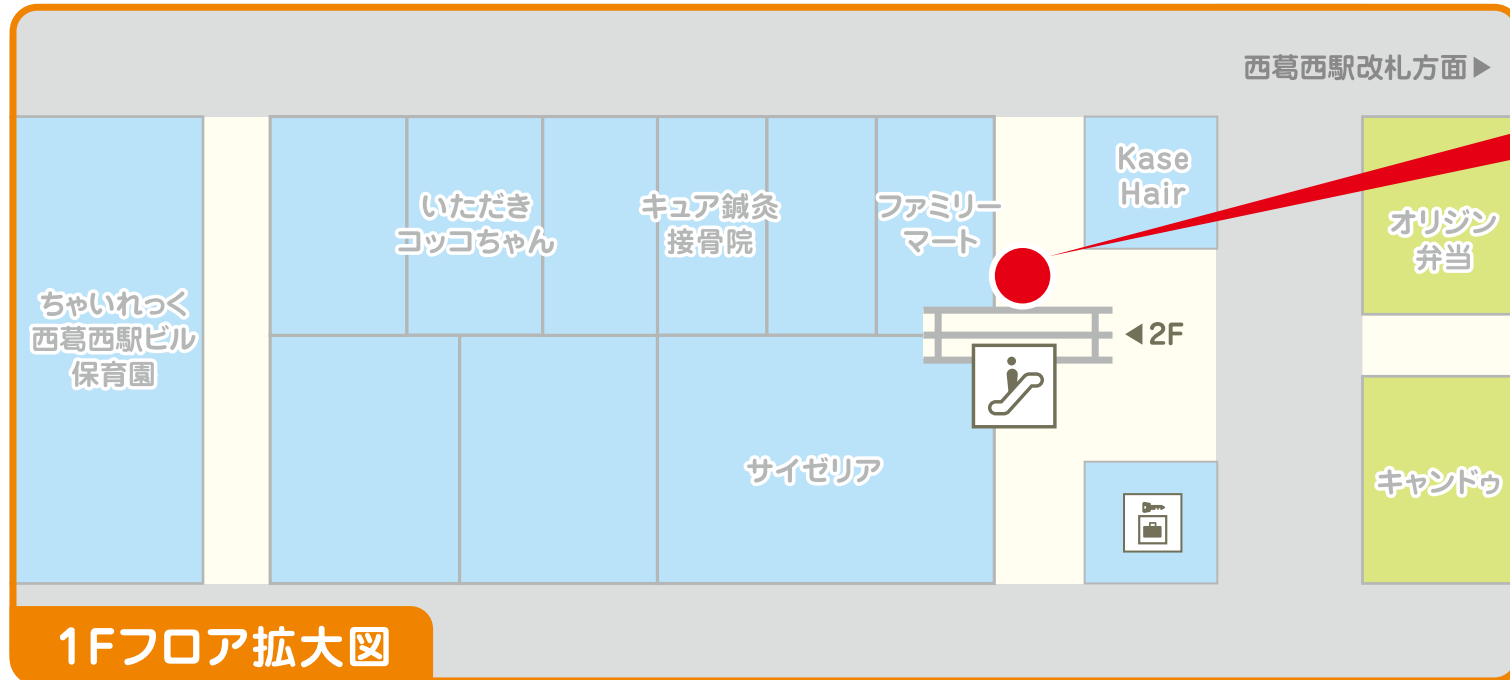 西葛西駅改札方面▶
Kase
Hair
いただき
コッコちゃん
キュア鍼灸
接骨院
ファミリー
マート
オリジン
弁当
ちゃいれっく
西葛西駅ビル
保育園
◀2F
サイゼリア
キャンドゥ
1Fフロア拡大図